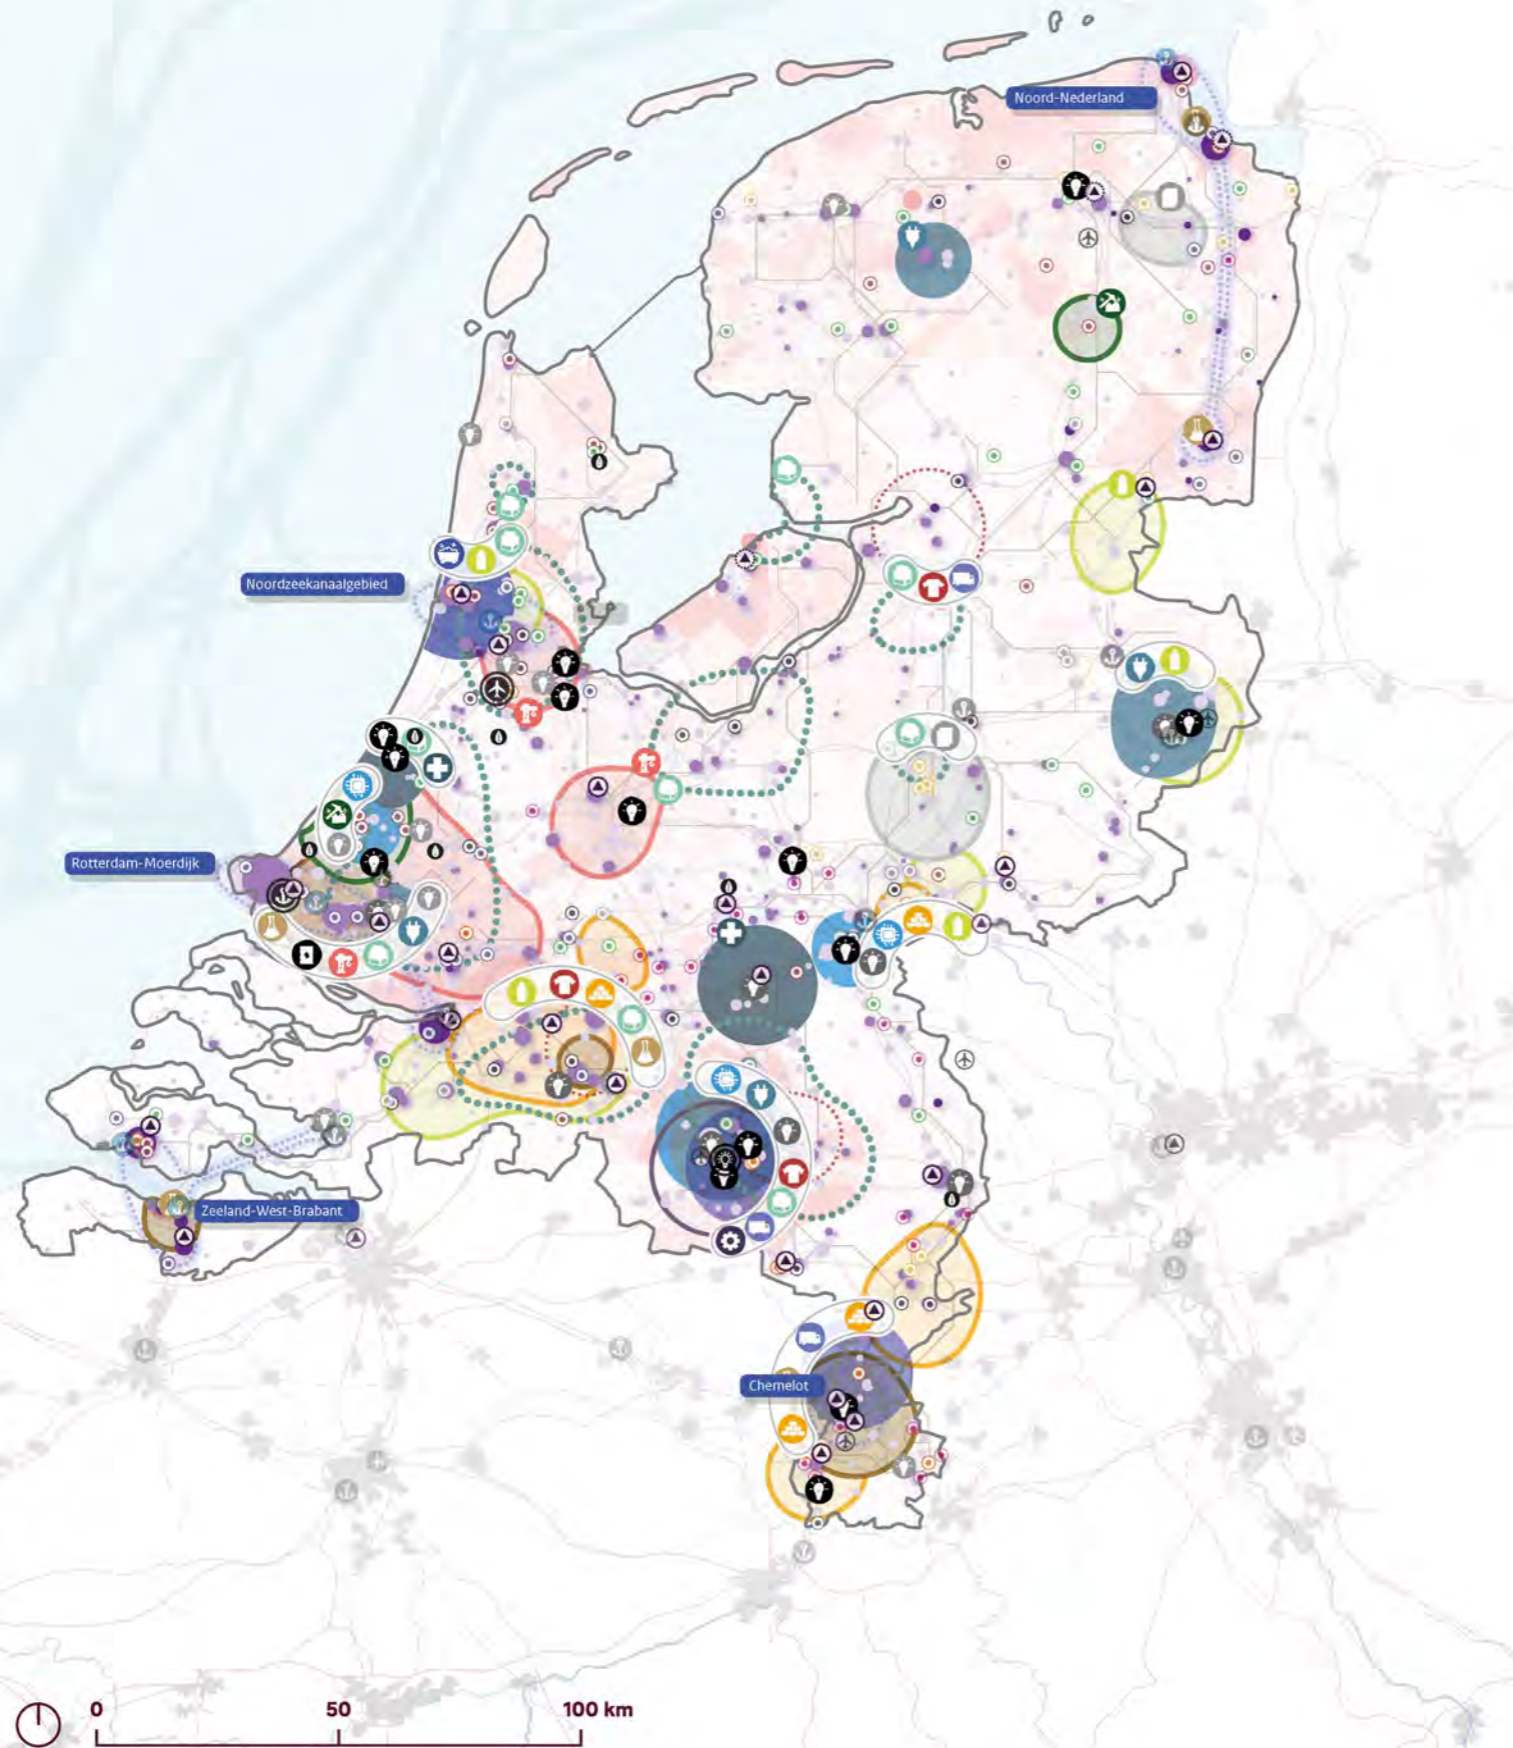 Noord-Nederland
Noordzeekanaalgebied
Rotterdam-Moerdijk
Zeeland-West-Brabant
Chemelot
0 50 100 km